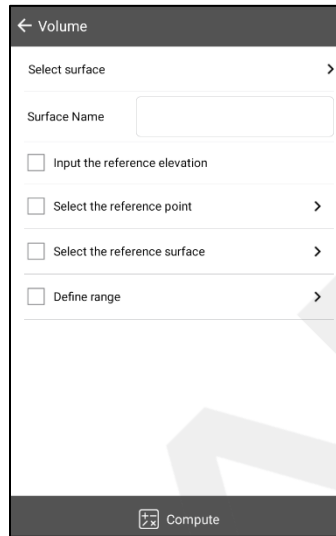 Volume
Select surface
Surface Name
Input the reference elevation
Select the reference point
Select the reference surface
Define range
Compute